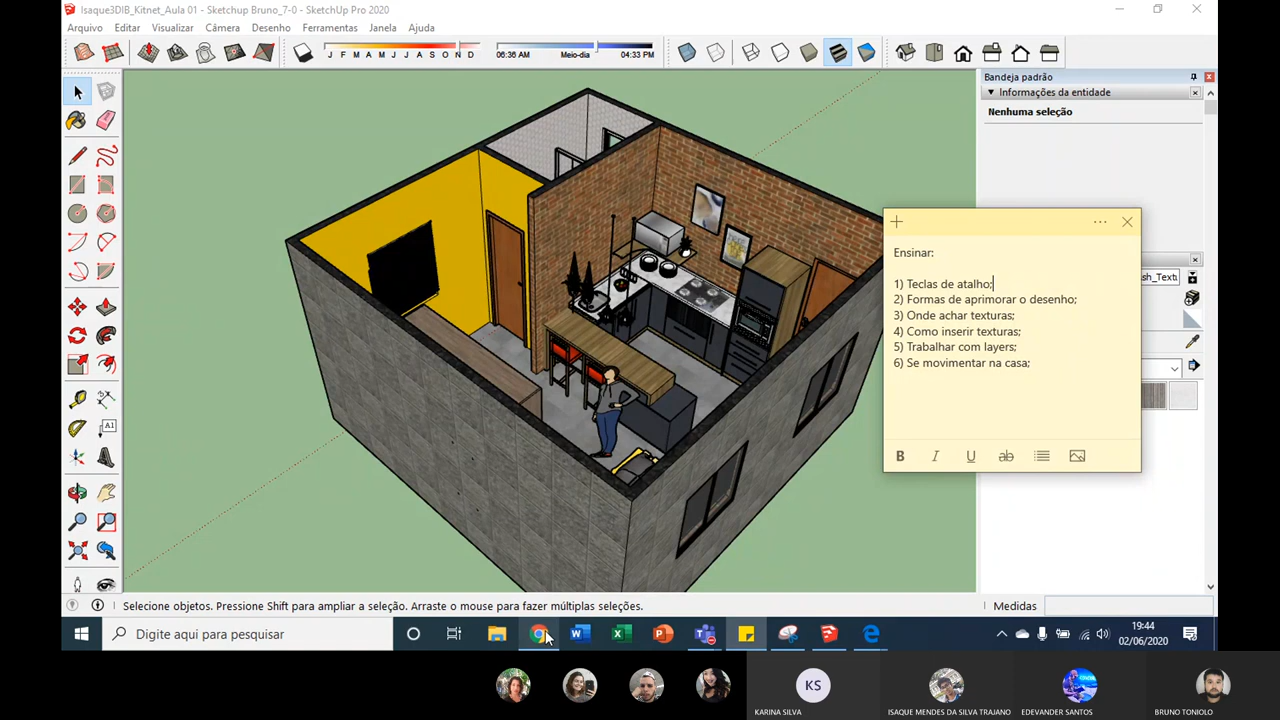 Isaque3DIB_Kitnet_Aula 01 - Sketchup Bruno_7-0 - SketchUp Pro 2020
Arquivo Editar Visualizar Câmera Desenho Ferramentas Janela Ajuda
J F M A M J J A S O N D
06:36 AM Meio-dia 04:33 PM
Bandeja padrão
Informações da entidade
Nenhuma seleção
Ensinar:
1) Teclas de atalho;
2) Formas de aprimorar o desenho;
3) Onde achar texturas;
4) Como inserir texturas;
5) Trabalhar com layers;
6) Se movimentar na casa;
B I U ab
A1
Selecione objetos. Pressione Shift para ampliar a seleção. Arraste o mouse para fazer múltiplas seleções.
Medidas
Digite aqui para pesquisar
19:44
02/06/2020
KS
KARINA SILVA
ISAQUE MENDES DA SILVA TRAJANO
EDEVANDER SANTOS
BRUNO TONIOLO